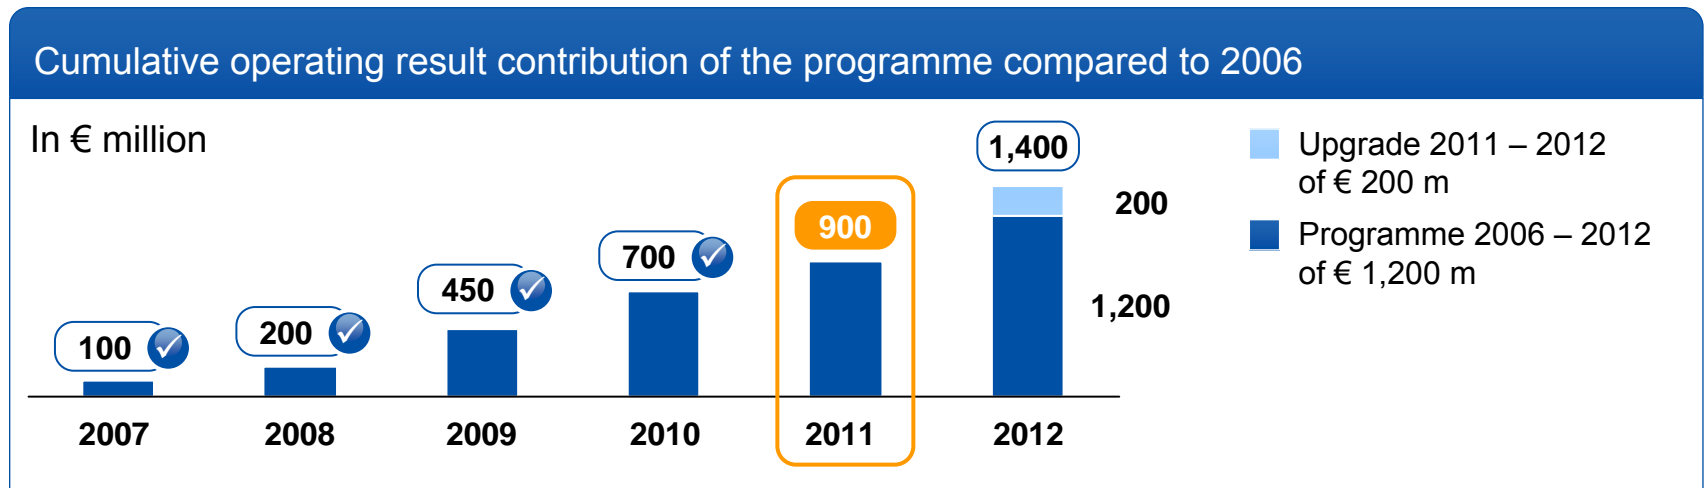 Cumulative operating result contribution of the programme compared to 2006
In € million
100
200
450
700
900
1,400
200
1,200
2007
2008
2009
2010
2011
2012
Upgrade 2011 – 2012
of € 200 m
Programme 2006 – 2012
of € 1,200 m